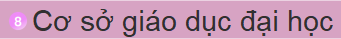 8 Cơ sở giáo dục đại học